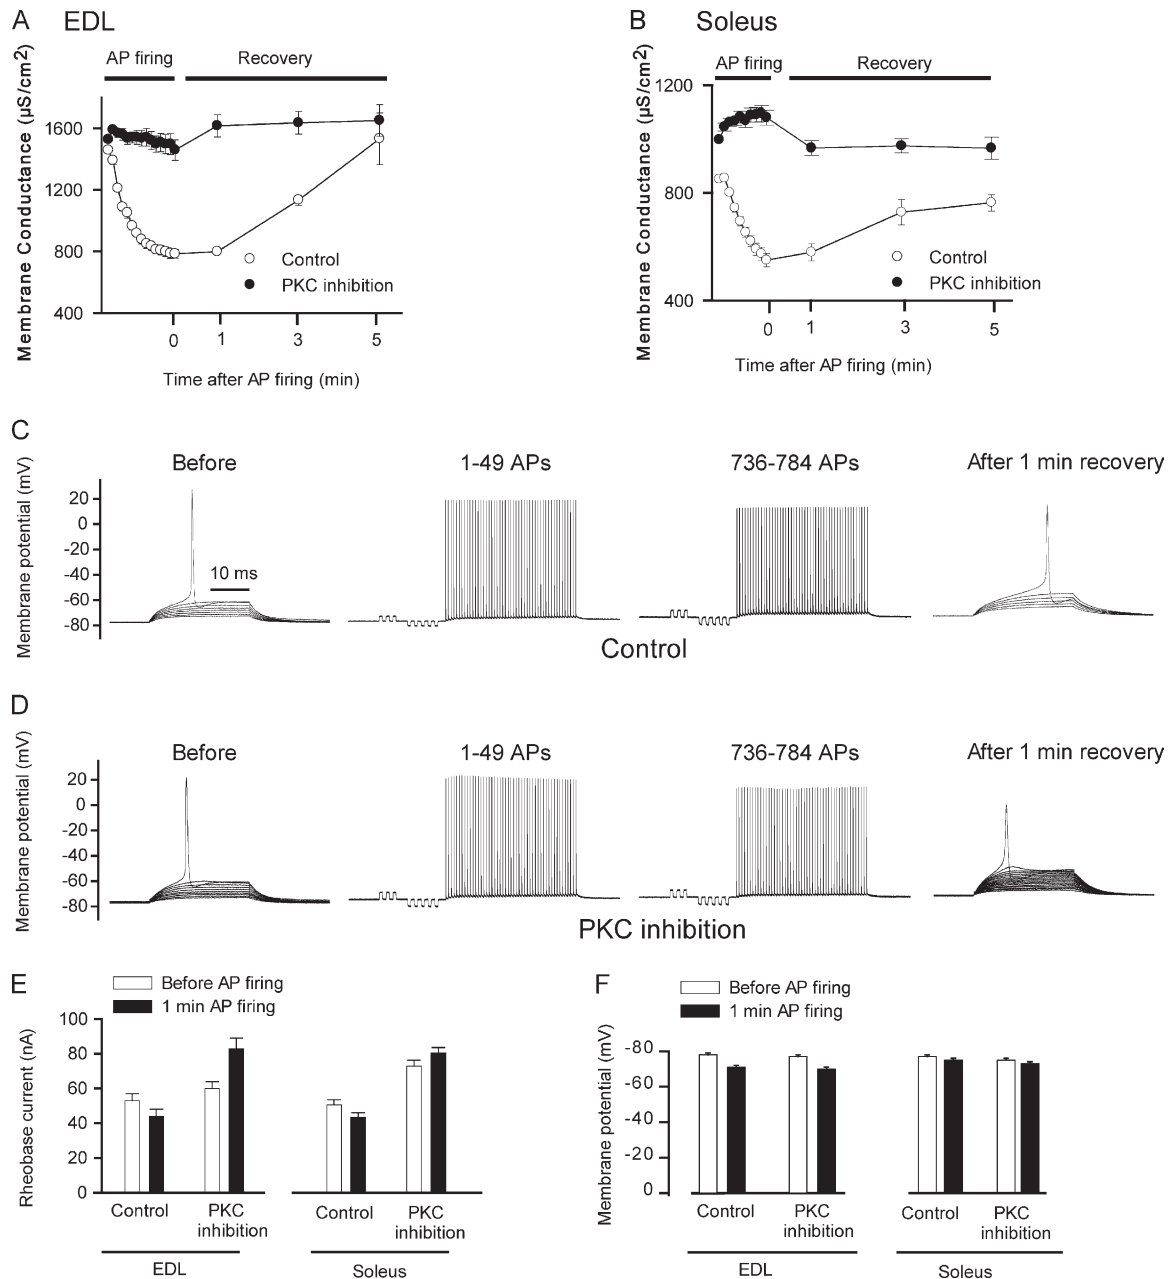 A EDL
AP firing Recovery
Membrane Conductance (µS/cm2)
1600
1200
800
400
Control
PKC inhibition
0 1 3 5
Time after AP firing (min)
B Soleus
AP firing Recovery
Membrane Conductance (µS/cm2)
1200
800
400
Control
PKC inhibition
0 1 3 5
Time after AP firing (min)
C
Before 1-49 APs 736-784 APs After 1 min recovery
Membrane potential (mV)
20
0
-20
-40
-60
-80
10 ms
Control
D
Before 1-49 APs 736-784 APs After 1 min recovery
Membrane potential (mV)
20
0
-20
-40
-60
-80
PKC inhibition
E
Before AP firing
1 min AP firing
Rheobase current (nA)
100
80
60
40
20
0
Control PKC Control PKC
inhibition inhibition
EDL Soleus
F
Before AP firing
1 min AP firing
Membrane potential (mV)
-80
-60
-40
-20
0
Control PKC Control PKC
inhibition inhibition
EDL Soleus